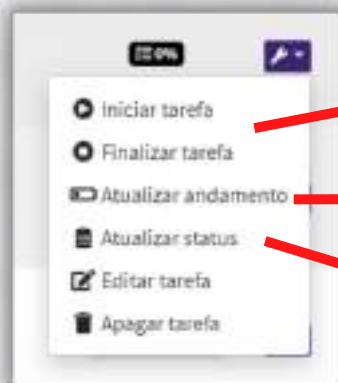 0%
Iniciar tarefa
Finalizar tarefa
Atualizar andamento
Atualizar status
Editar tarefa
Apagar tarefa